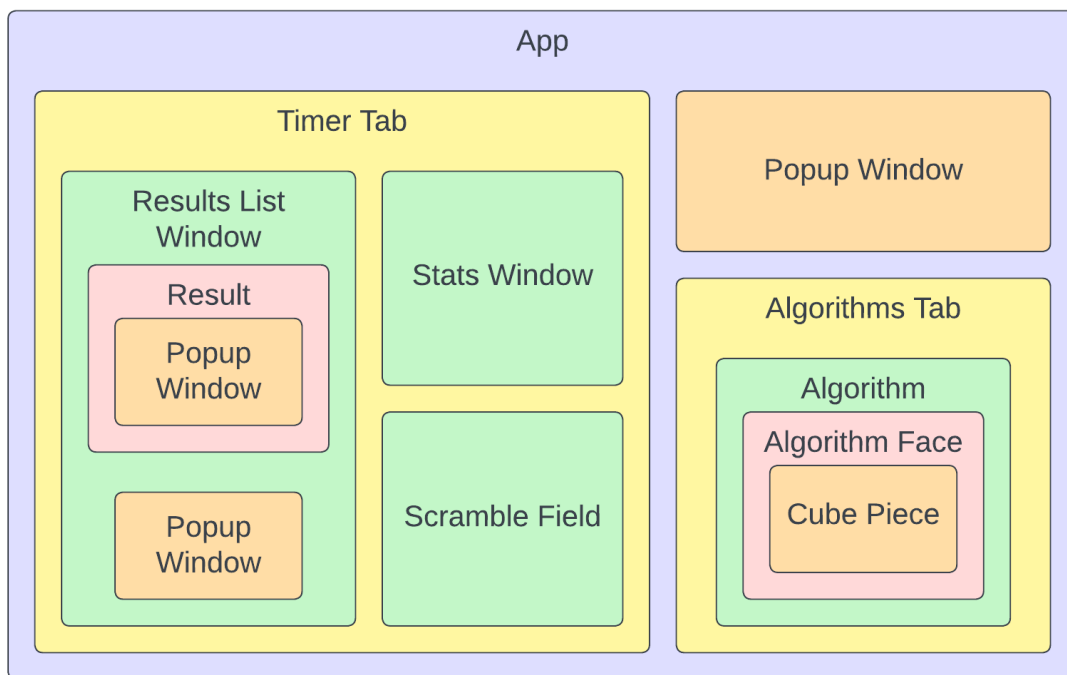 App
Timer Tab
Results List
Window
Result
Popup
Window
Popup
Window
Stats Window
Scramble Field
Popup Window
Algorithms Tab
Algorithm
Algorithm Face
Cube Piece